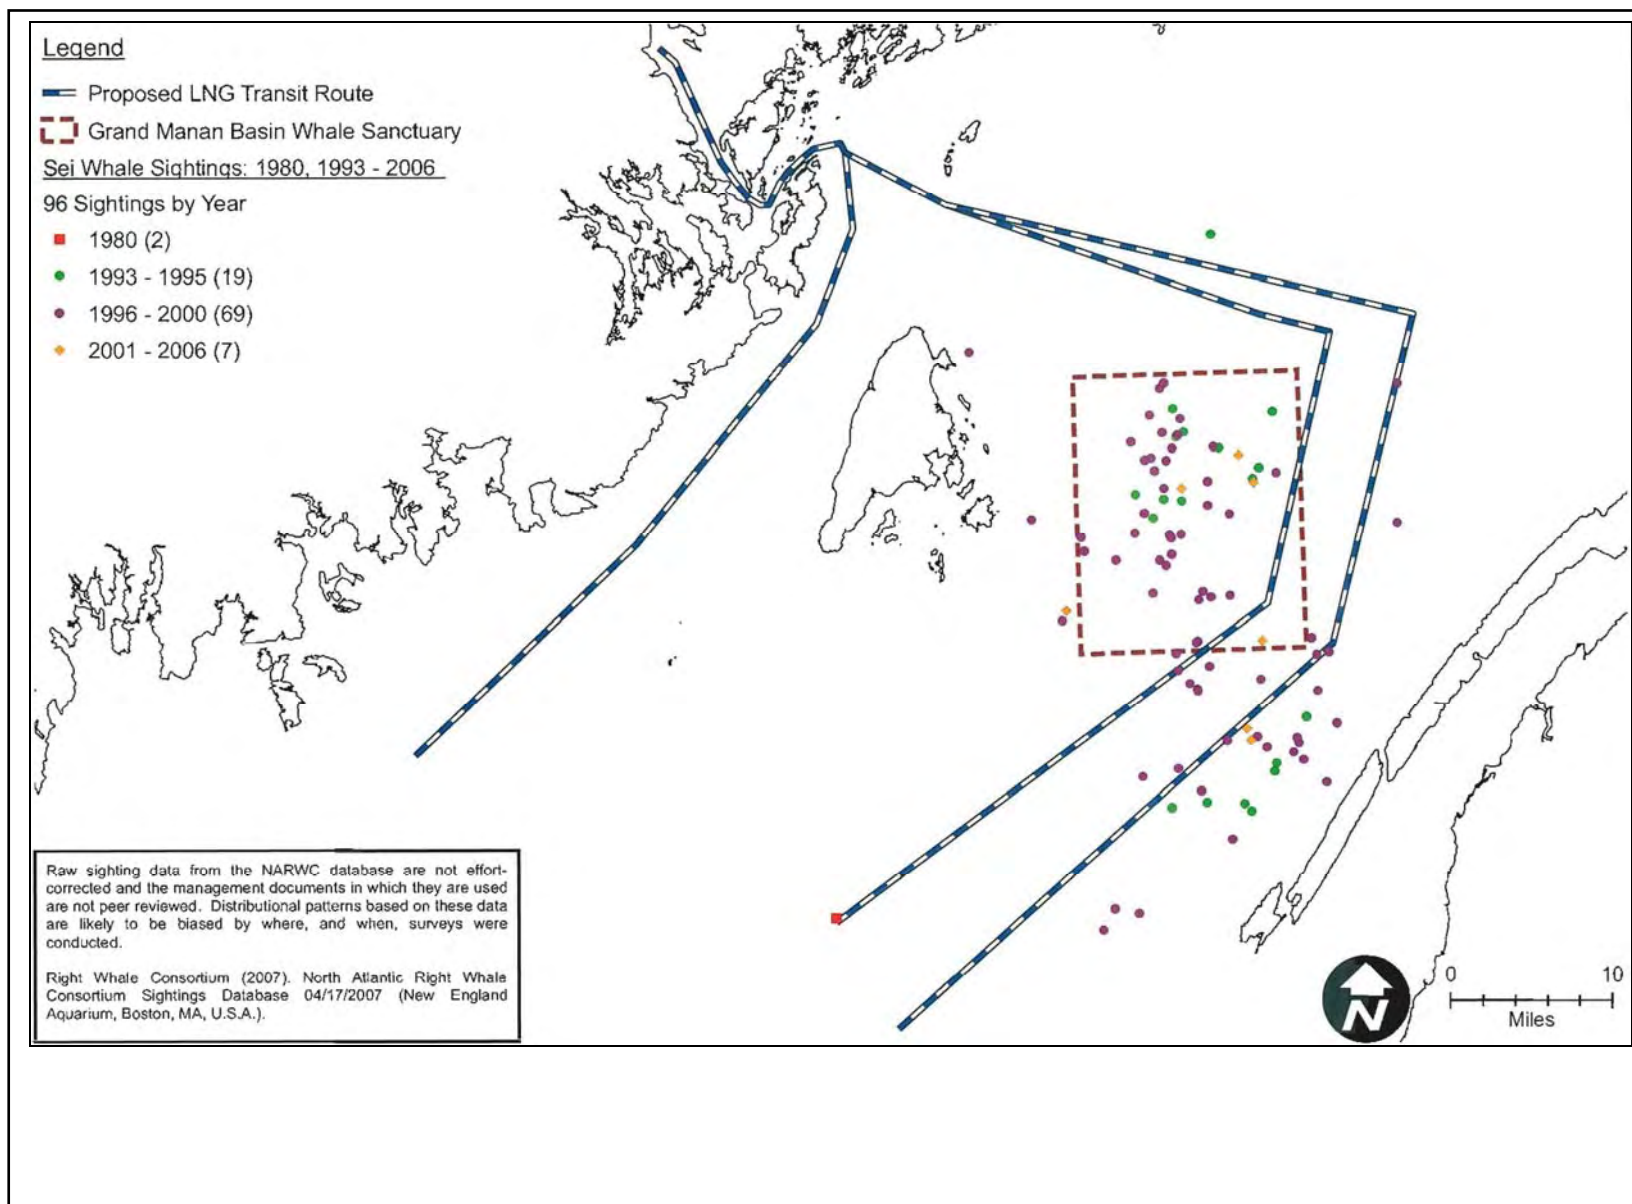 Legend
Proposed LNG Transit Route
Grand Manan Basin Whale Sanctuary
Sei Whale Sightings: 1980, 1993 - 2006
96 Sightings by Year
1980 (2)
1993 - 1995 (19)
1996 - 2000 (69)
2001 - 2006 (7)
Raw sighting data from the NARWC database are not effort-
corrected and the management documents in which they are used
are not peer reviewed. Distributional patterns based on these data
are likely to be biased by where, and when, surveys were
conducted.
Right Whale Consortium (2007). North Atlantic Right Whale
Consortium Sightings Database 04/17/2007 (New England
Aquarium, Boston, MA, U.S.A.).
N
0 10
Miles